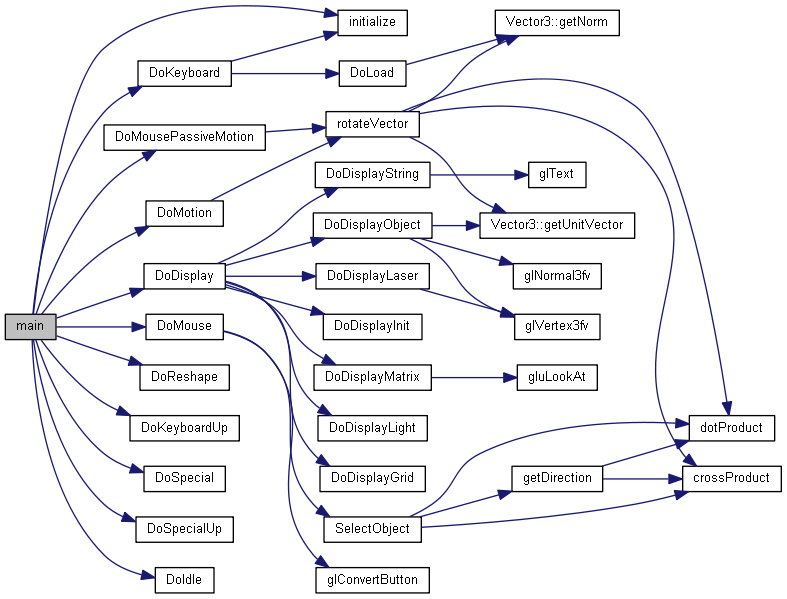 initialize
Vector3::getNorm
DoKeyboard
DoLoad
rotateVector
DoMousePassiveMotion
DoDisplayString
glText
DoMotion
DoDisplayObject
Vector3::getUnitVector
DoDisplay
DoDisplayLaser
glNormal3fv
main
DoMouse
DoDisplayInit
glVertex3fv
DoReshape
DoDisplayMatrix
gluLookAt
DoKeyboardUp
DoDisplayLight
dotProduct
DoSpecial
DoDisplayGrid
getDirection
crossProduct
DoSpecialUp
SelectObject
DoIdle
glConvertButton